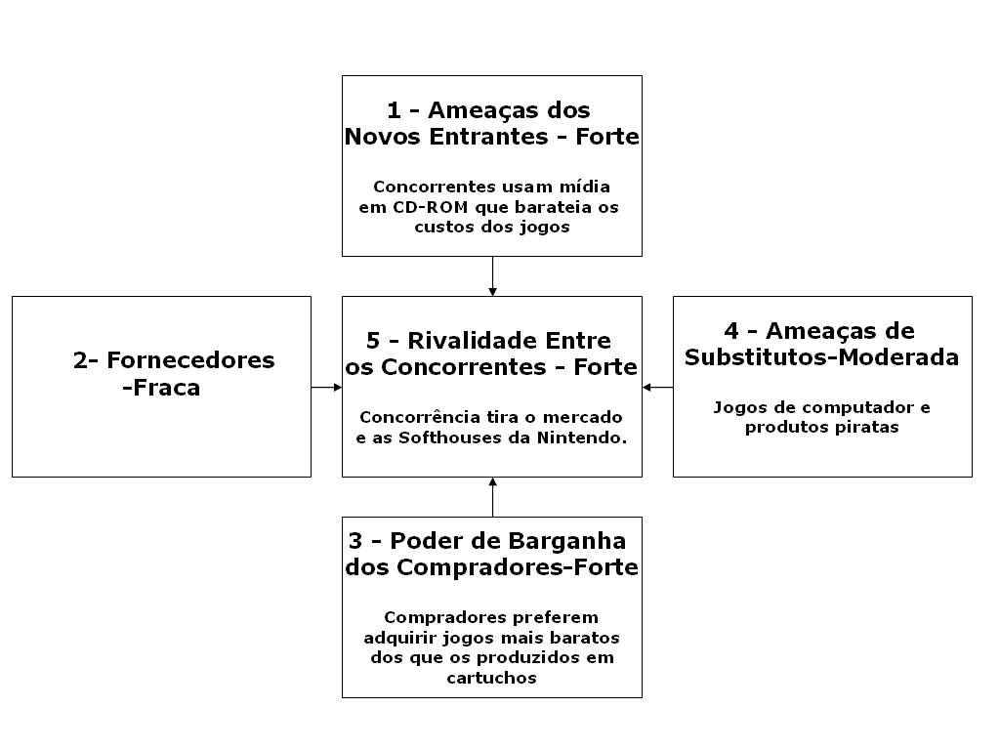 1 - Ameaças dos
Novos Entrantes - Forte
Concorrentes usam mídia
em CD-ROM que barateia os
custos dos jogos
2- Fornecedores
-Fraca
5 - Rivalidade Entre
os Concorrentes - Forte
Concorrência tira o mercado
e as Softhouses da Nintendo.
4 - Ameaças de
Substitutos-Moderada
Jogos de computador e
produtos piratas
3 - Poder de Barganha
dos Compradores-Forte
Compradores preferem
adquirir jogos mais baratos
dos que os produzidos em
cartuchos